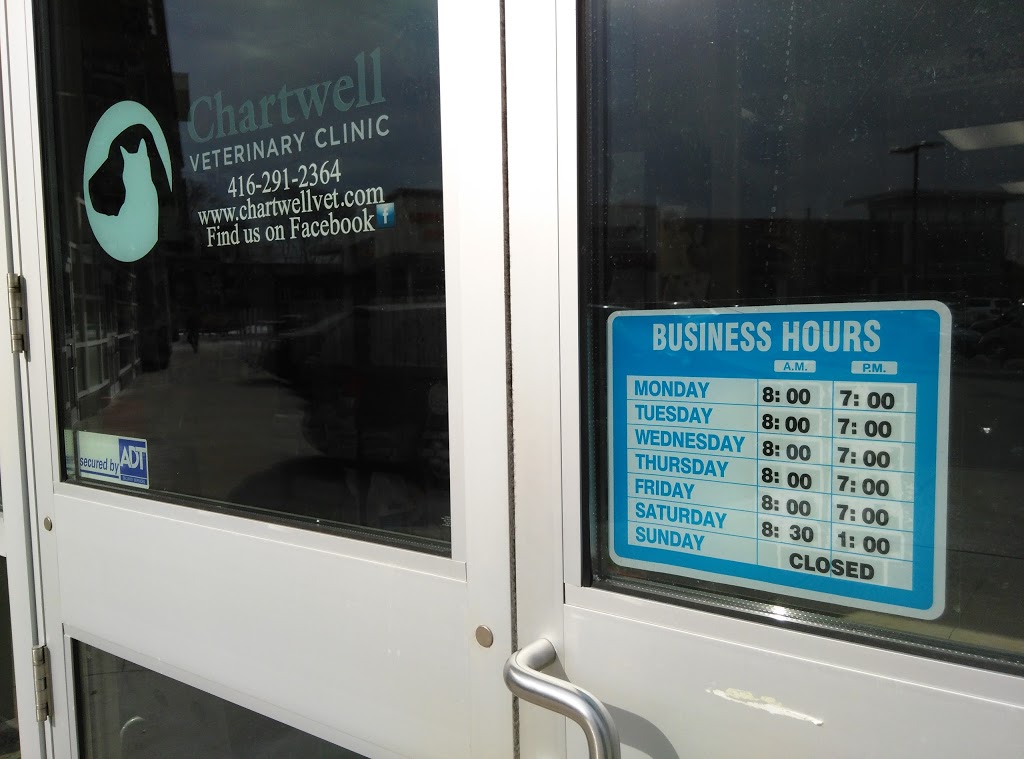 Chartwell
VETERINARY CLINIC
416-291-2364
www.chartwellvet.com
Find us on Facebook f
secured by ADT
BUSINESS HOURS
A.M. P.M.
MONDAY 8:00 7:00
TUESDAY 8:00 7:00
WEDNESDAY 8:00 7:00
THURSDAY 8:00 7:00
FRIDAY 8:00 7:00
SATURDAY 8:30 1:00
SUNDAY CLOSED